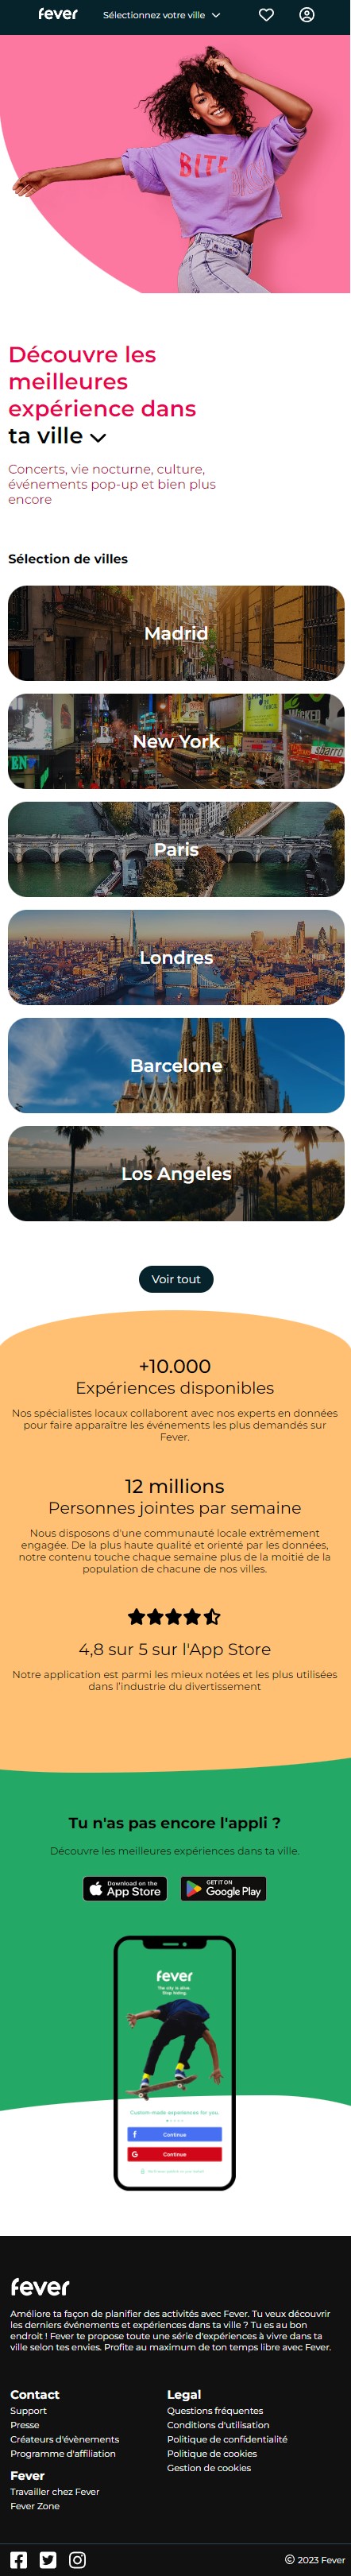 fever
Sélectionnez votre ville
BITE
Découvre les
meilleures
expérience dans
ta ville
Concerts, vie nocturne, culture,
événements pop-up et bien plus
encore
Sélection de villes
Madrid
New York
sbarro
Paris
Londres
Barcelone
Los Angeles
Voir tout
+10.000
Expériences disponibles
Nos spécialistes locaux collaborent avec nos experts en données
pour faire apparaître les événements les plus demandés sur
Fever.
12 millions
Personnes jointes par semaine
Nous disposons d'une communauté locale extrêmement
engagée. De la plus haute qualité et orienté par les données,
notre contenu touche chaque semaine plus de la moitié de la
population de chacune de nos villes.
4,8 sur 5 sur l'App Store
Notre application est parmi les mieux notées et les plus utilisées
dans l'industrie du divertissement
Tu n'as pas encore l'appli ?
Découvre les meilleures expériences dans ta ville.
Download on the
App Store
GET IT ON
Google Play
fever
The city is alive.
Stop hiding.
Custom-made experiences for you.
f Continue
G Continue
fever
Améliore ta façon de planifier des activités avec Fever. Tu veux découvrir
les derniers événements et expériences dans ta ville ? Tu es au bon
endroit ! Fever te propose toute une série d'expériences à vivre dans ta
ville selon tes envies. Profite au maximum de ton temps libre avec Fever.
Contact
Support
Presse
Créateurs d'évènements
Programme d'affiliation
Fever
Travailler chez Fever
Fever Zone
Legal
Questions fréquentes
Conditions d'utilisation
Politique de confidentialité
Politique de cookies
Gestion de cookies
© 2023 Fever